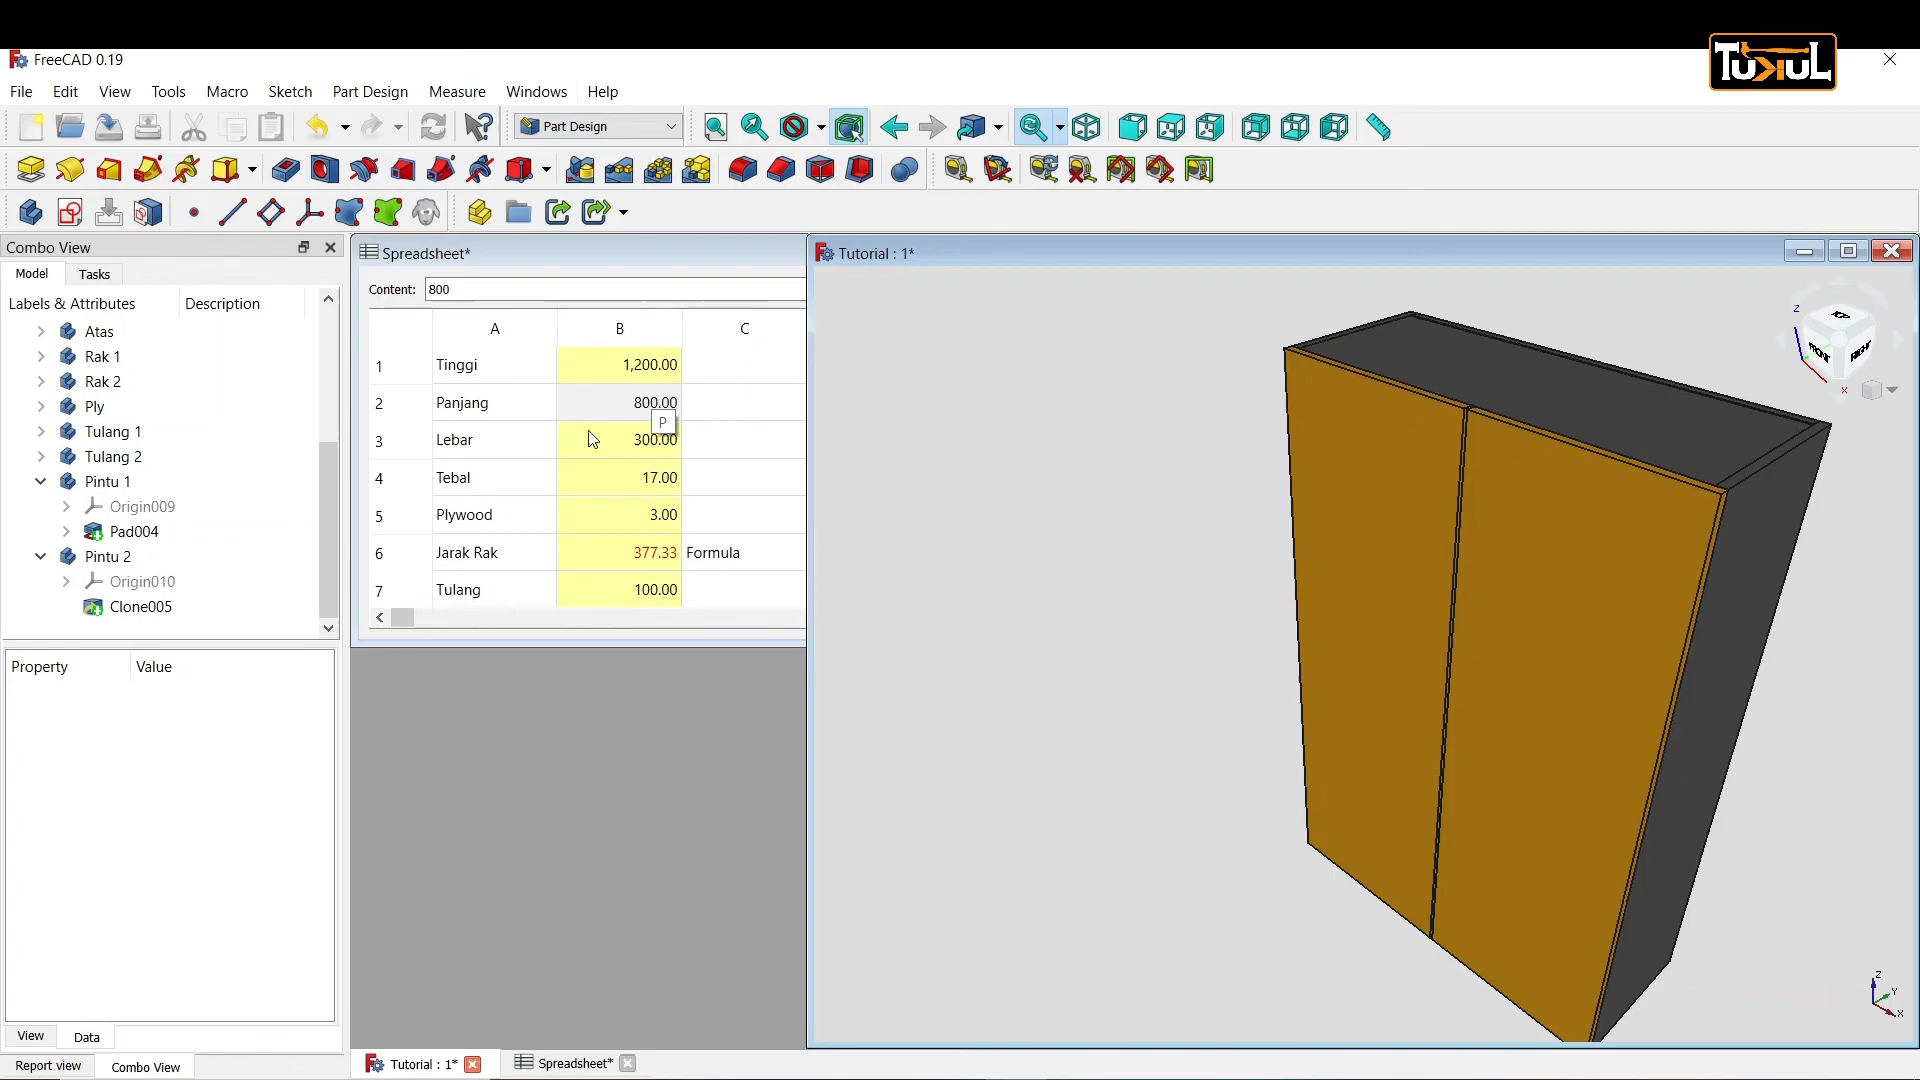 TUKUL
FreeCAD 0.19
File Edit View Tools Macro Sketch Part Design Measure Windows Help
Part Design
Combo View
Model Tasks
Labels & Attributes Description
Atas
Rak 1
Rak 2
Ply
Tulang 1
Tulang 2
Pintu 1
Origin009
Pad004
Pintu 2
Origin010
Clone005
Property Value
View Data
Report view Combo View
Spreadsheet*
Content: 800
A B C
1 Tinggi 1,200.00
2 Panjang 800.00
P
3 Lebar 300.00
4 Tebal 17.00
5 Plywood 3.00
6 Jarak Rak 377.33 Formula
7 Tulang 100.00
Tutorial : 1*
Z
TOP
FRONT RIGHT
X
Z
Y
X
Tutorial : 1* Spreadsheet*